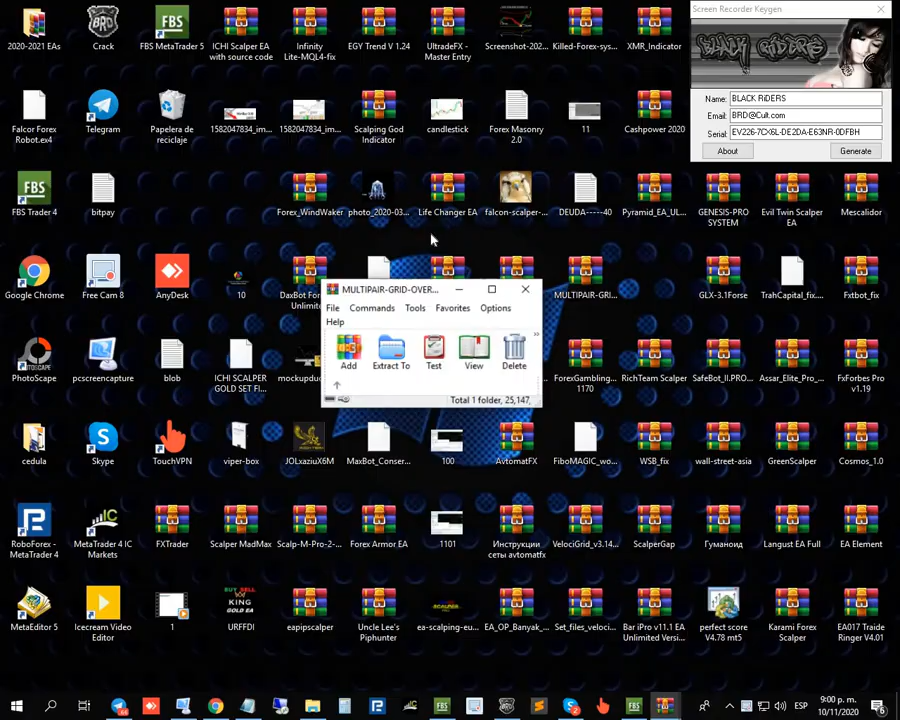 Screen Recorder Keygen
BLACK RiDERS
Name: BLACK RiDERS
Email: BRD@Cult.com
Serial: EV226-7CX6L-DE2DA-E63NR-0DFBH
About
Generate
2020-2021 EAs
Crack
FBS MetaTrader 5
ICHI Scalper EA
with source code
Infinity
Lite-MQL4-fix
EGY Trend V 1.24
UltradeFX -
Master Entry
Screenshot-202...
Killed-Forex-sys...
XMR_Indicator
Falcor Forex
Robot.ex4
Telegram
Papelera de
reciclaje
1582047834_im...
1582047834_im...
Scalping God
Indicator
candlestick
Forex Masonry
2.0
11
Cashpower 2020
FBS Trader 4
bitpay
Forex_WindWaker
photo_2020-03...
Life Changer EA
falcon-scalper-...
DEUDA-----40
Pyramid_EA_UL...
GENESIS-PRO
SYSTEM
Evil Twin Scalper
EA
Mescalidor
Google Chrome
Free Cam 8
AnyDesk
10
DaxBot For
Unlimite
MULTIPAIR-GRI...
GLX-3.1Forse
TrahCapital_fix....
Fxtbot_fix
MULTIPAIR-GRID-OVER...
File
Commands
Tools
Favorites
Options
Help
Add
Extract To
Test
View
Delete
Total 1 folder, 25,147,
PhotoScape
pcscreencapture
blob
ICHI SCALPER
GOLD SET FI...
mockupdu
ForexGambling...
1170
RichTeam Scalper
SafeBot_II.PRO...
Assar_Elite_Pro_...
FxForbes Pro
v1.19
cedula
Skype
TouchVPN
viper-box
JOLxaziuX6M
MaxBot_Conser...
100
AvtomatFX
FiboMAGIC_wo...
WSB_fix
wall-street-asia
GreenScalper
Cosmos_1.0
RoboForex -
MetaTrader 4
MetaTrader 4 IC
Markets
FXTrader
Scalper MadMax
Scalp-M-Pro-2-...
Forex Armor EA
1101
Инструкции
сеты avtomatfx
VelociGrid_v3.14...
ScalperGap
Гуманоид
Langust EA Full
EA Element
MetaEditor 5
Icecream Video
Editor
1
BUY SELL
KING
GOLD EA
URFFDI
eapipscalper
Uncle Lee's
Piphunter
ea-scalping-eu...
EA_OP_Banyak_...
Set_files_veloci...
Bar iPro v11.1 EA
Unlimited Versi...
perfect score
V4.78 mt5
Karami Forex
Scalper
EA017 Traide
Ringer V4.01
ESP
9:00 p. m.
10/11/2020